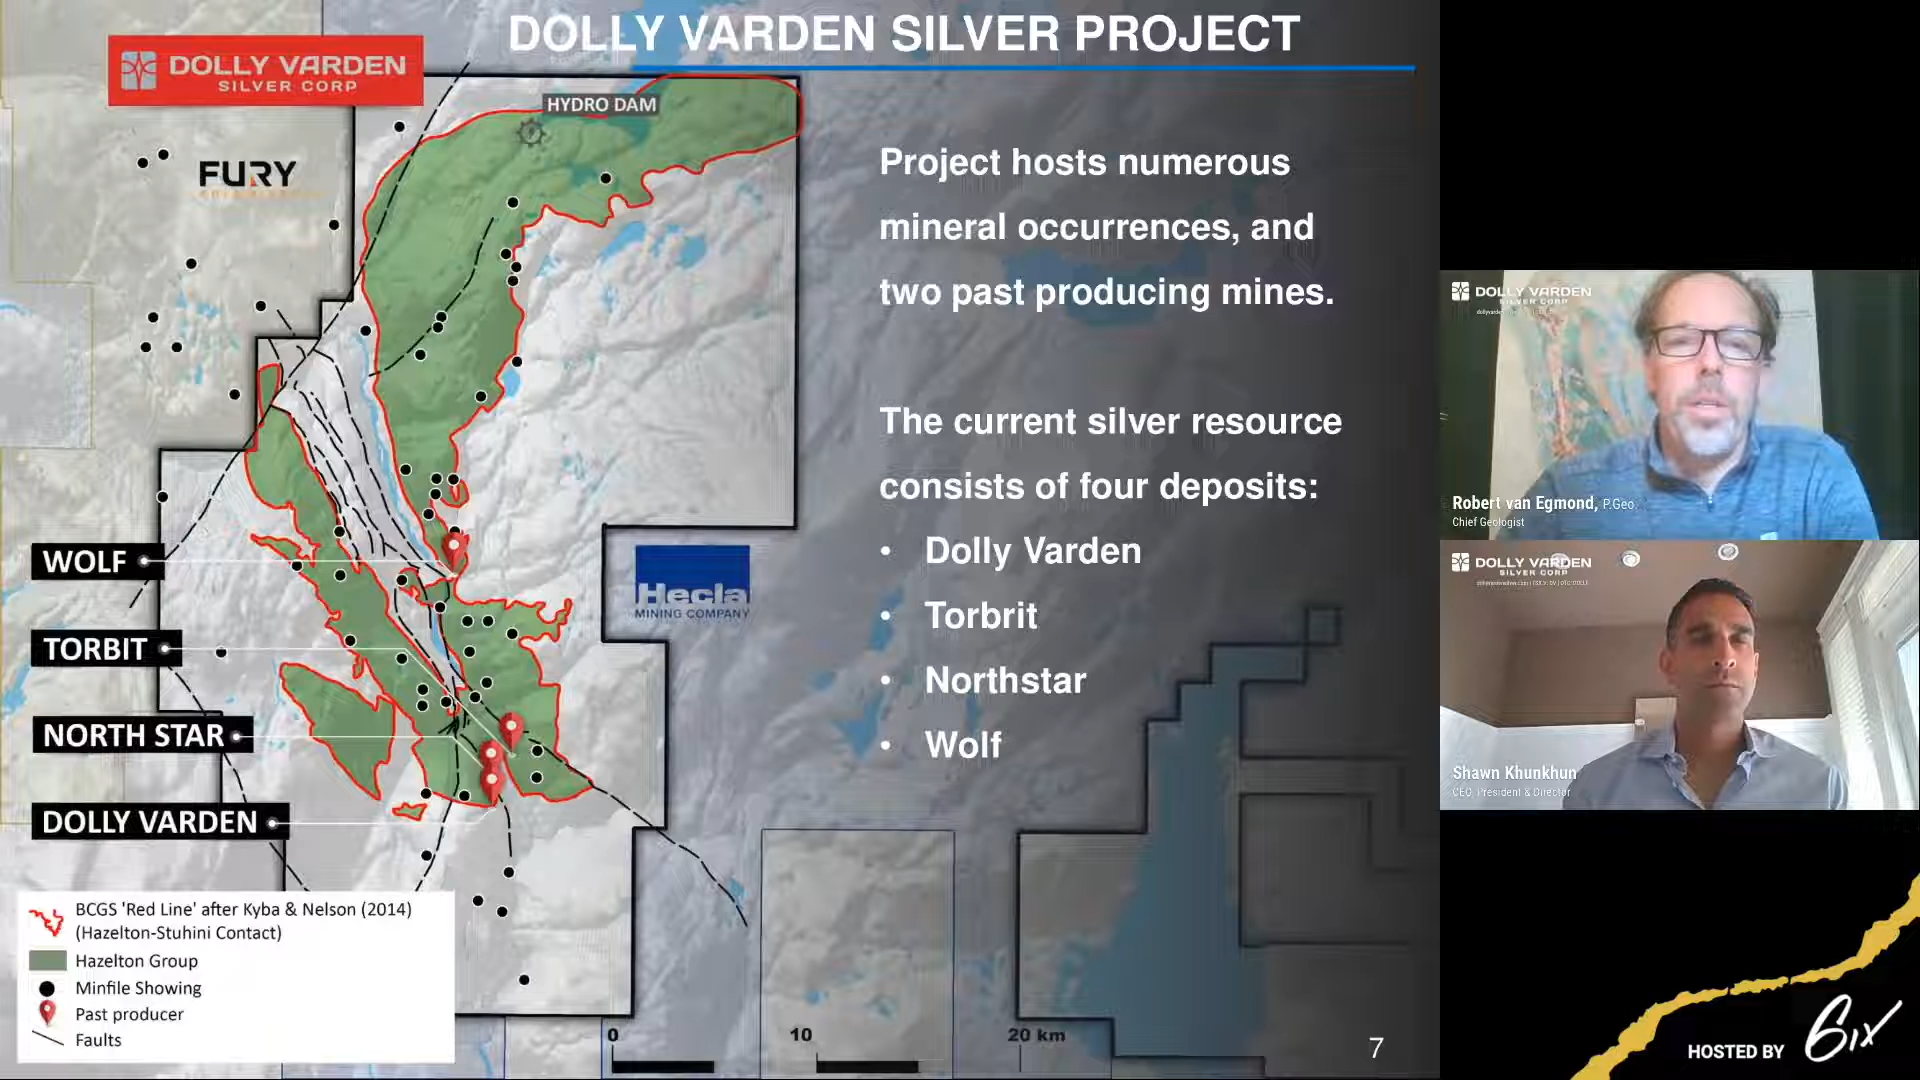 DOLLY VARDEN SILVER PROJECT
DOLLY VARDEN
SILVER CORP
HYDRO DAM
FURY
Project hosts numerous
mineral occurrences, and
two past producing mines.
The current silver resource
consists of four deposits:
• Dolly Varden
• Torbrit
• Northstar
• Wolf
WOLF
TORBIT
NORTH STAR
DOLLY VARDEN
Hecla
MINING COMPANY
BCGS 'Red Line' after Kyba & Nelson (2014)
(Hazelton-Stuhini Contact)
Hazelton Group
Minfile Showing
Past producer
Faults
0 10 20 km
7
DOLLY VARDEN
SILVER CORP
Robert van Egmond, P.Geo.
Chief Geologist
DOLLY VARDEN
SILVER CORP
Shawn Khunkhun
CEO, President & Director
HOSTED BY 6ix